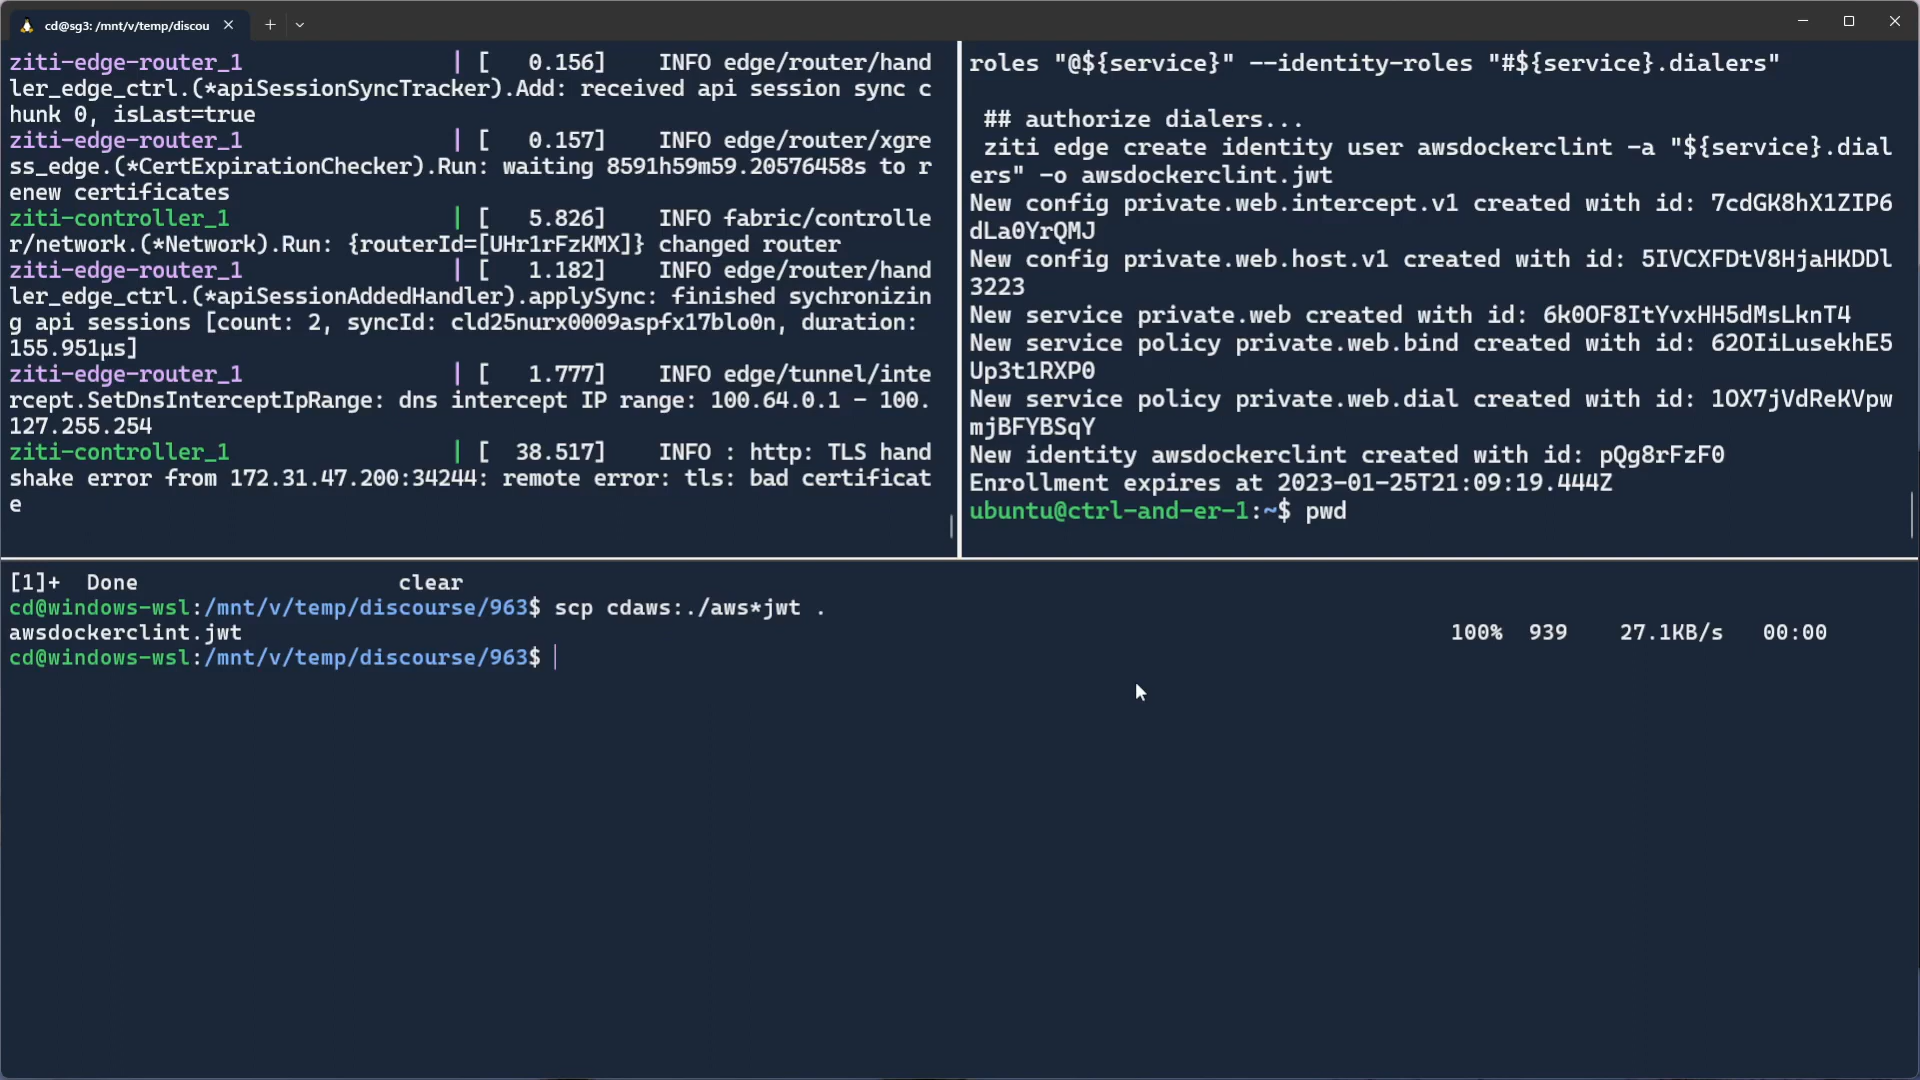 cd@sg3: /mnt/v/temp/discou
ziti-edge-router_1 | [ 0.156] INFO edge/router/hand
ler_edge_ctrl.(*apiSessionSyncTracker).Add: received api session sync c
hunk 0, isLast=true
ziti-edge-router_1 | [ 0.157] INFO edge/router/xgre
ss_edge.(*CertExpirationChecker).Run: waiting 8591h59m59.20576458s to r
enew certificates
ziti-controller_1 | [ 5.826] INFO fabric/controlle
r/network.(*Network).Run: {routerId=[UHr1rFzKMX]} changed router
ziti-edge-router_1 | [ 1.182] INFO edge/router/hand
ler_edge_ctrl.(*apiSessionAddedHandler).applySync: finished sychronizin
g api sessions [count: 2, syncId: cld25nurx0009aspfx17blo0n, duration:
155.951µs]
ziti-edge-router_1 | [ 1.777] INFO edge/tunnel/inte
rcept.SetDnsInterceptIpRange: dns intercept IP range: 100.64.0.1 - 100.
127.255.254
ziti-controller_1 | [ 38.517] INFO : http: TLS hand
shake error from 172.31.47.200:34244: remote error: tls: bad certificat
e
roles "@${service}" --identity-roles "#${service}.dialers"
## authorize dialers...
ziti edge create identity user awsdockerclint -a "${service}.dial
ers" -o awsdockerclint.jwt
New config private.web.intercept.v1 created with id: 7cdGK8hX1ZIP6
dLa0YrQMJ
New config private.web.host.v1 created with id: 5IVCXFDtV8HjaHKDDl
3223
New service private.web created with id: 6k0OF8ItYvxHH5dMsLknT4
New service policy private.web.bind created with id: 62OIiLusekhE5
Up3t1RXP0
New service policy private.web.dial created with id: 1OX7jVdReKVpw
mjBFYBSqY
New identity awsdockerclint created with id: pQg8rFzF0
Enrollment expires at 2023-01-25T21:09:19.444Z
ubuntu@ctrl-and-er-1:~$ pwd
[1]+ Done clear
cd@windows-wsl:/mnt/v/temp/discourse/963$ scp cdaws:./aws*jwt .
awsdockerclint.jwt 100% 939 27.1KB/s 00:00
cd@windows-wsl:/mnt/v/temp/discourse/963$